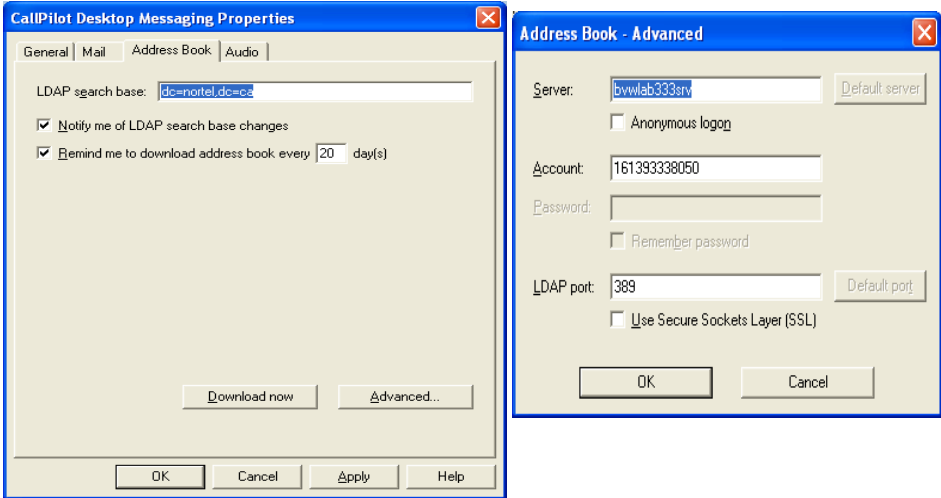 CallPilot Desktop Messaging Properties
General Mail Address Book Audio
LDAP search base: dc=nortel,dc=ca
Notify me of LDAP search base changes
Remind me to download address book every 20 day(s)
Download now Advanced...
OK Cancel Apply Help
Address Book - Advanced
Server: bvwlab333srv Default server
Anonymous logon
Account: 161393338050
Password:
Remember password
LDAP port: 389 Default port
Use Secure Sockets Layer (SSL)
OK Cancel